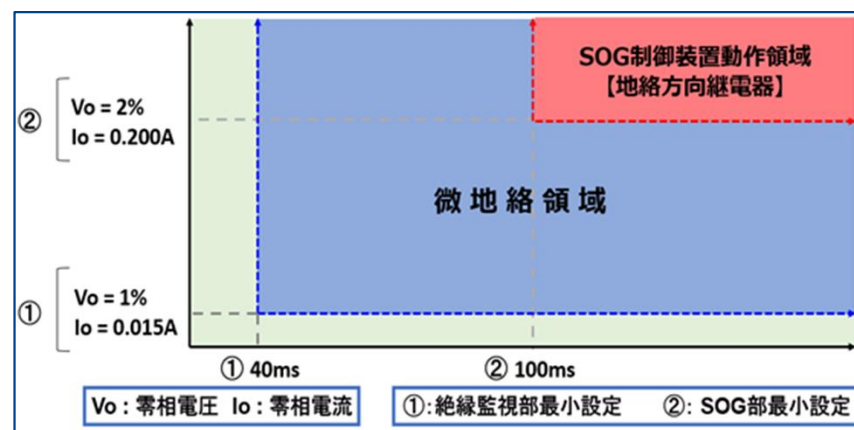 SOG制御装置動作領域
【地絡方向継電器】
②
Vo = 2%
Io = 0.200A
微地絡領域
①
Vo = 1%
Io = 0.015A
① 40ms
② 100ms
Vo：零相電圧 Io：零相電流
①：絶縁監視部最小設定 ②：SOG部最小設定